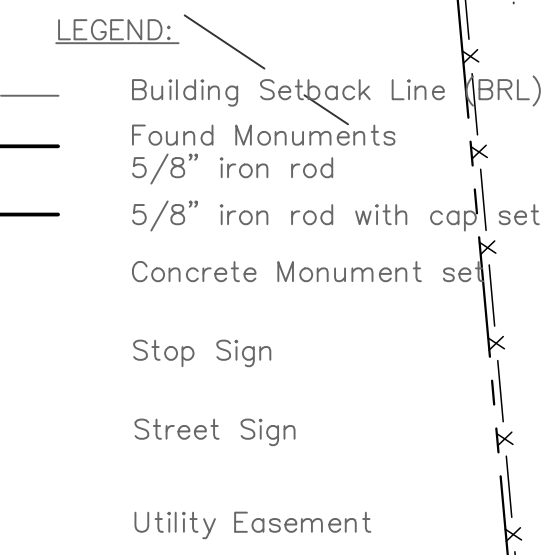 LEGEND:
Building Setback Line (BRL)
Found Monuments
5/8" iron rod
5/8" iron rod with cap set
Concrete Monument set
Stop Sign
Street Sign
Utility Easement